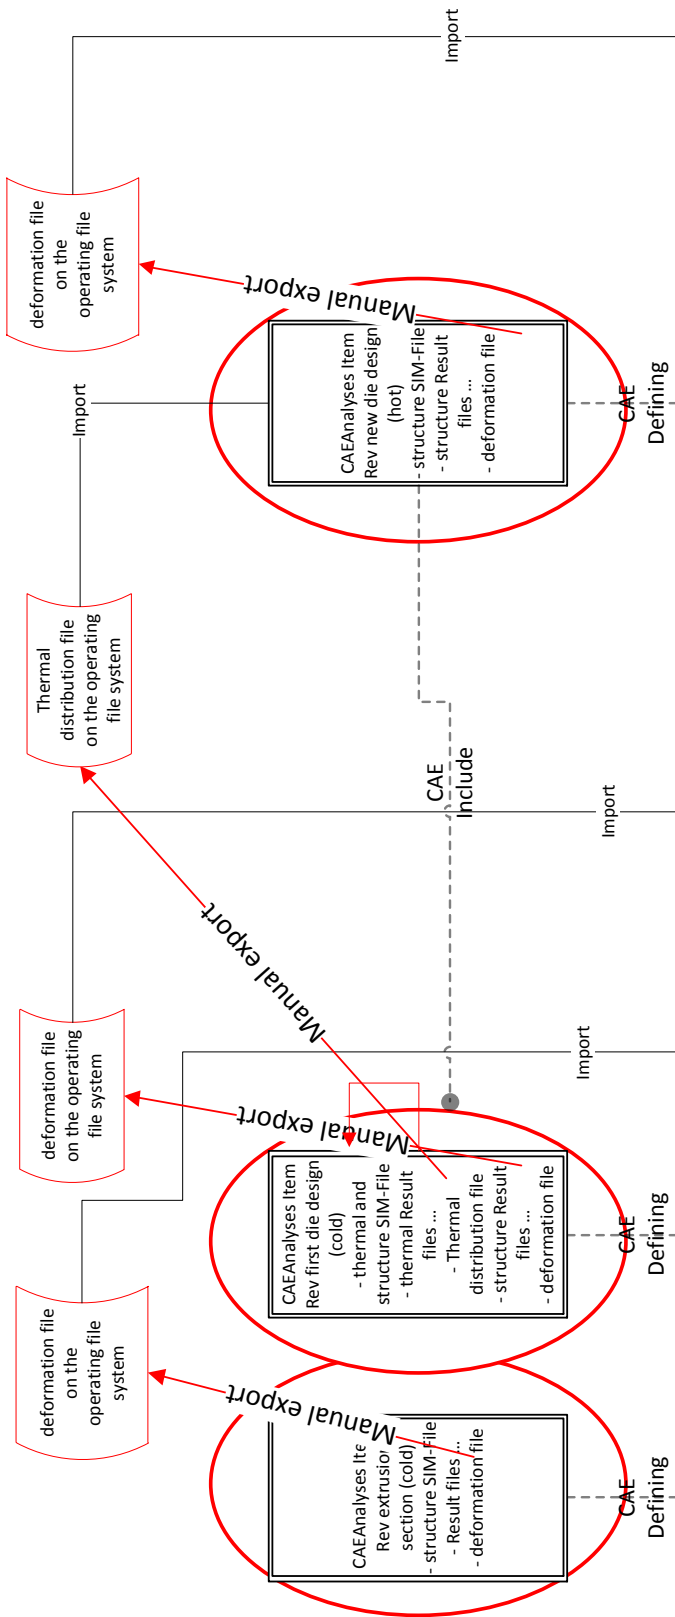 deformation file
on the
operating file
system
deformation file
on the operating
file system
Thermal
distribution file
on the operating
file system
deformation file
on the
operating file
system
Import
Manual export
Manual export
Manual export
Manual export
CAEAnalyses Ite
Rev extrusion
section (cold)
- structure SIM-File
- Result files ...
- deformation file
CAEAnalyses Item
Rev first die design
(cold)
- thermal and
structure SIM-File
- thermal Result
files ...
- Thermal
distribution file
- structure Result
files ...
- deformation file
CAE
Include
CAEAnalyses Item
Rev new die design
(hot)
- structure SIM-File
- structure Result
files ...
- deformation file
Import
Import
Import
CAE
Defining
CAE
Defining
CAE
Defining